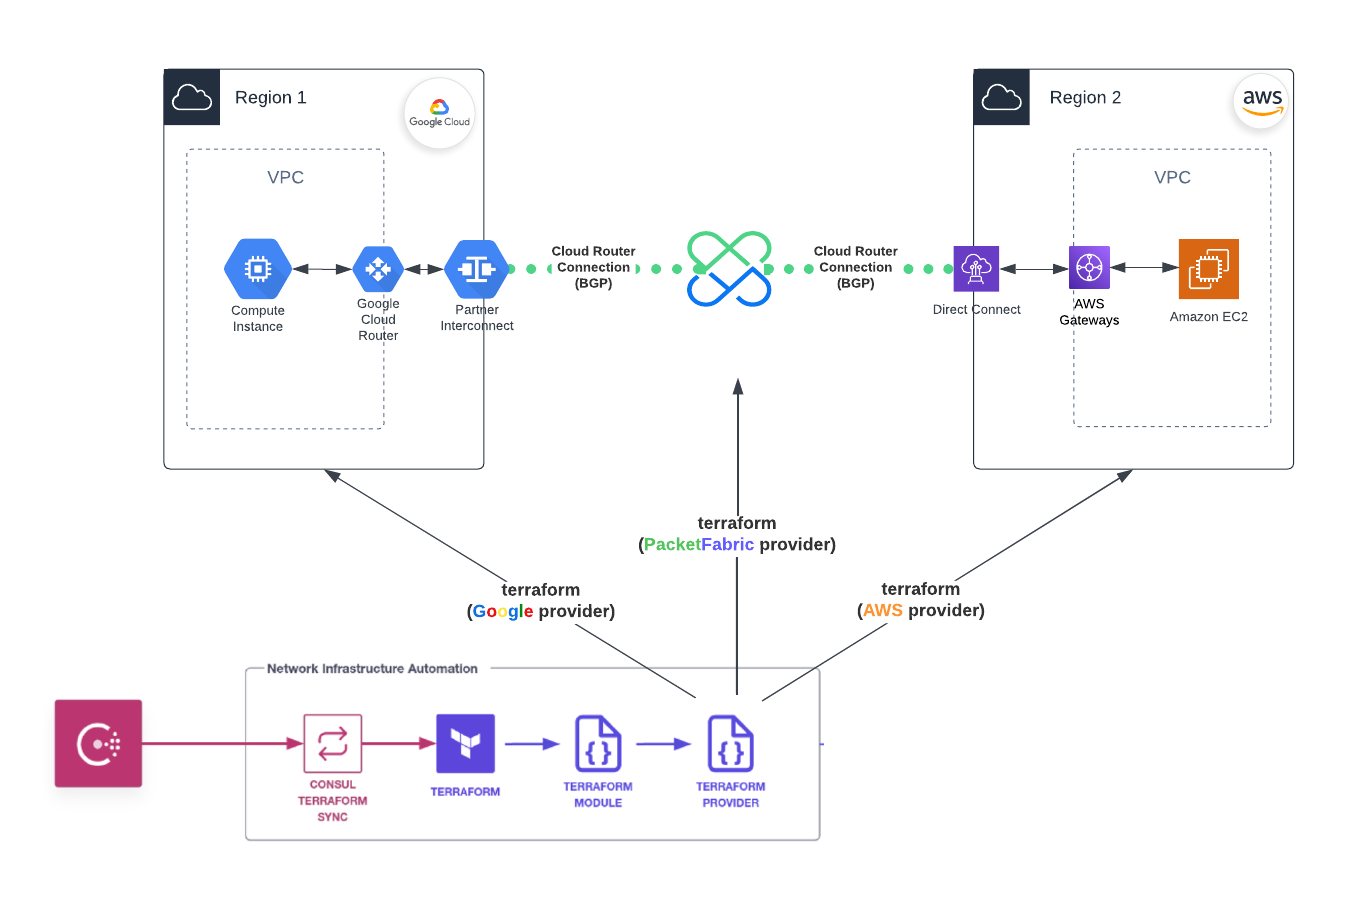 Region 1
Google Cloud
VPC
Compute
Instance
Google
Cloud
Router
Partner
Interconnect
Cloud Router
Connection
(BGP)
Cloud Router
Connection
(BGP)
Region 2
aws
VPC
Direct Connect
AWS
Gateways
Amazon EC2
terraform
(PacketFabric provider)
terraform
(Google provider)
terraform
(AWS provider)
Network Infrastructure Automation
CONSUL
TERRAFORM
SYNC
TERRAFORM
TERRAFORM
MODULE
TERRAFORM
PROVIDER